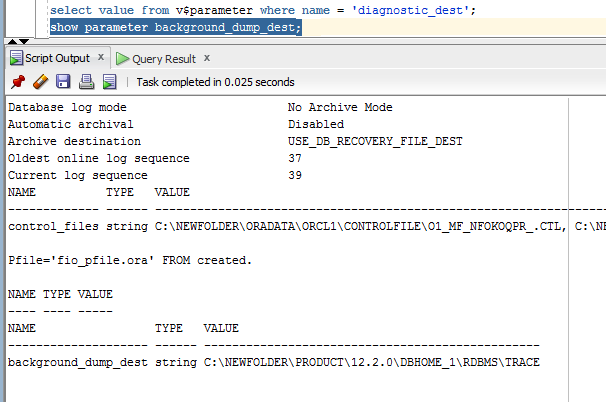 select value from v$parameter where name = 'diagnostic_dest';
show parameter background_dump_dest;
Script Output x Query Result x
Task completed in 0.025 seconds
Database log mode No Archive Mode
Automatic archival Disabled
Archive destination USE_DB_RECOVERY_FILE_DEST
Oldest online log sequence 37
Current log sequence 39
NAME TYPE VALUE
------------- ------ ------------------------------------------------------------
control_files string C:\NEWFOLDER\ORADATA\ORCL1\CONTROLFILE\O1_MF_NFOKOQPR_.CTL, C:\NE
Pfile='fio_pfile.ora' FROM created.
NAME TYPE VALUE
---- ---- -----
NAME TYPE VALUE
-------------------- ------ ------------------------------------------------
background_dump_dest string C:\NEWFOLDER\PRODUCT\12.2.0\DBHOME_1\RDBMS\TRACE